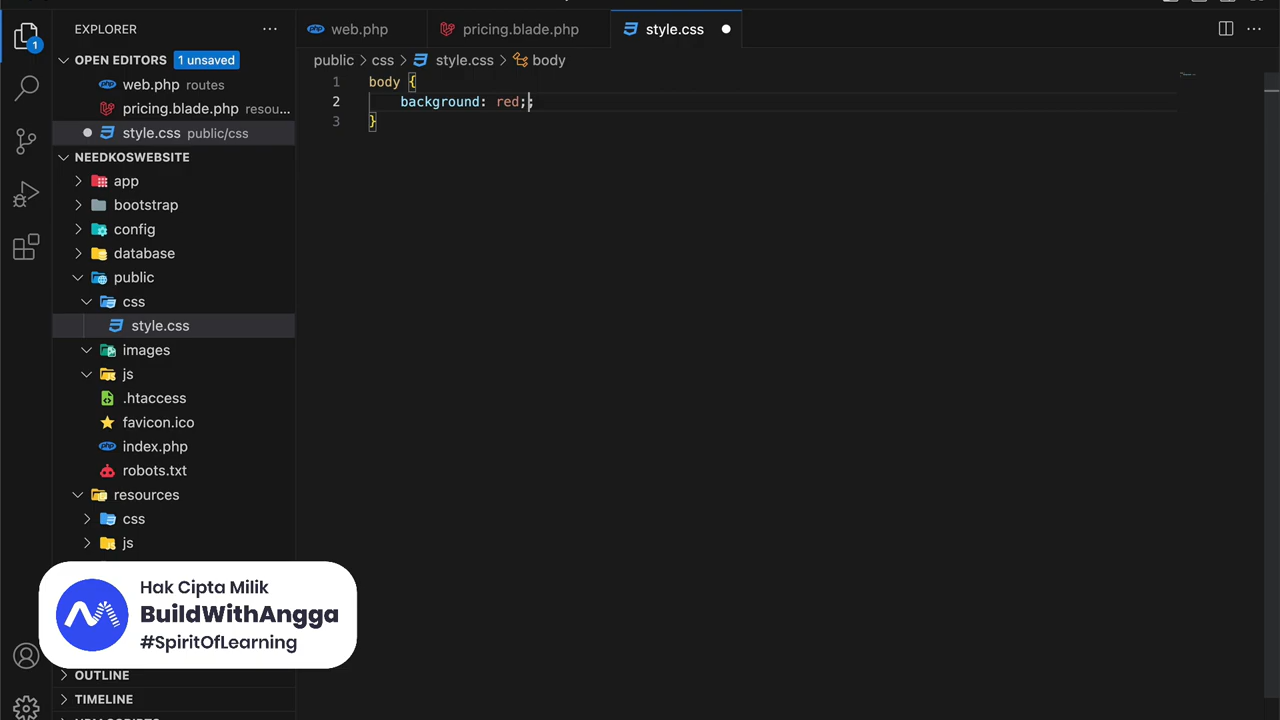 EXPLORER
web.php
pricing.blade.php
style.css
OPEN EDITORS
1 unsaved
public > css > style.css > body
web.php routes
pricing.blade.php resou...
style.css public/css
1 body {
2 background: red;;
3 }
NEEDKOSWEBSITE
app
bootstrap
config
database
public
css
style.css
images
js
.htaccess
favicon.ico
index.php
robots.txt
resources
css
js
Hak Cipta Milik
BuildWithAngga
#SpiritOfLearning
OUTLINE
TIMELINE